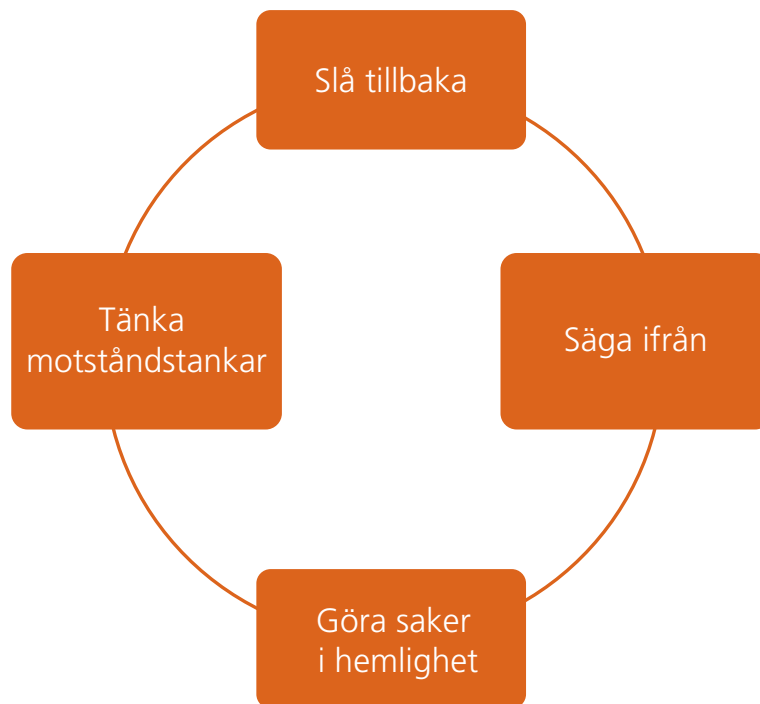 Slå tillbaka
Tänka
motståndstankar
Säga ifrån
Göra saker
i hemlighet